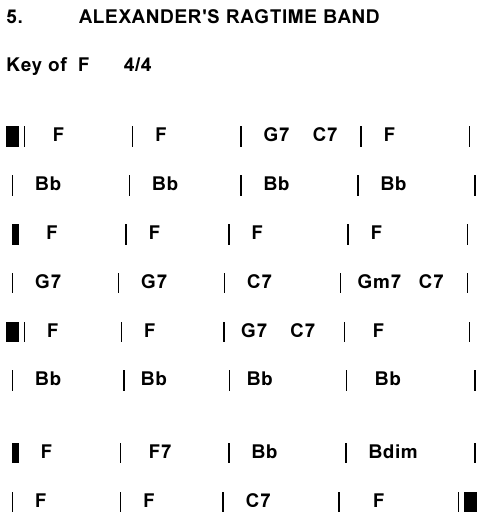 5. ALEXANDER'S RAGTIME BAND
Key of F 4/4
| F | F | G7 C7 | F |
| Bb | Bb | Bb | Bb |
| F | F | F | F |
| G7 | G7 | C7 | Gm7 C7 |
| F | F | G7 C7 | F |
| Bb | Bb | Bb | Bb |
| F | F7 | Bb | Bdim |
| F | F | C7 | F |